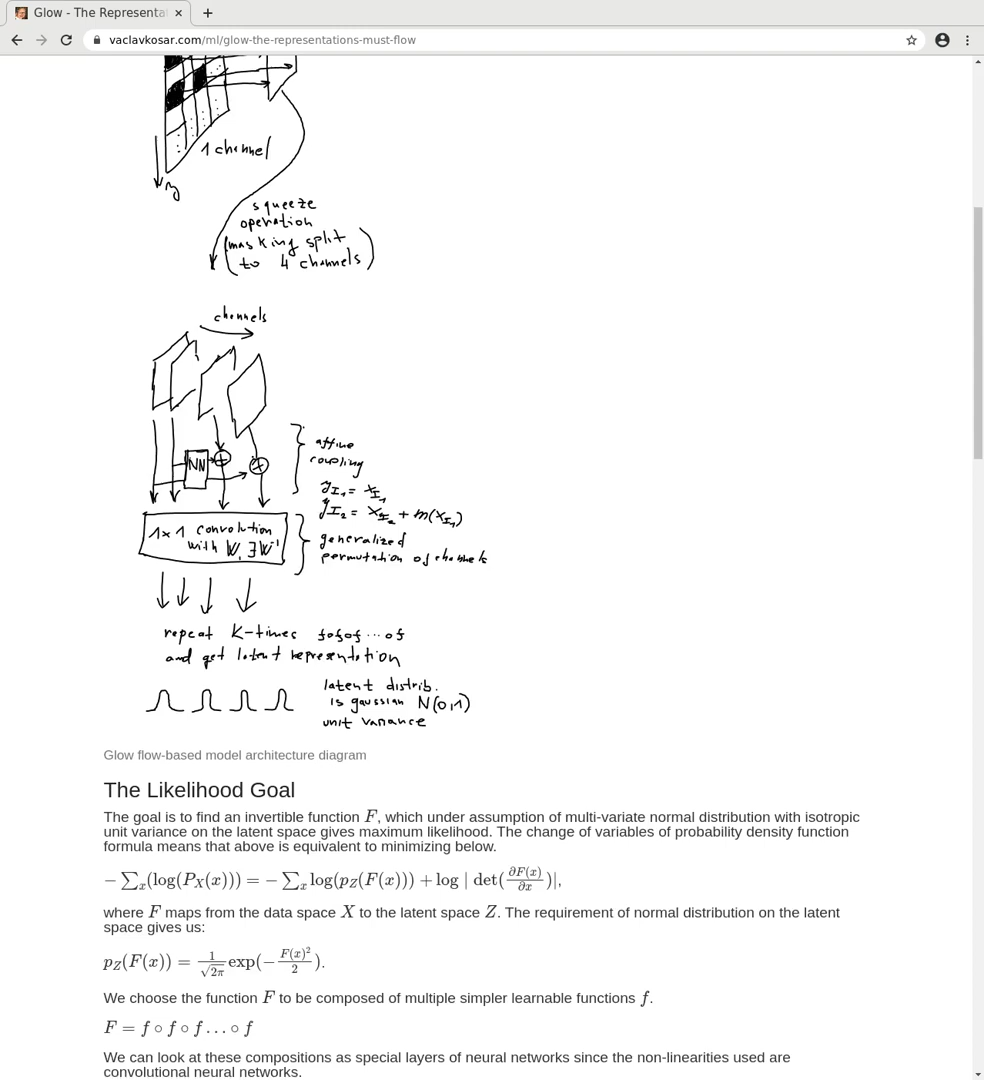 Glow - The Representa
vaclavkosar.com/ml/glow-the-representations-must-flow
1 channel
y
squeeze
operation
(masking split
to 4 channels)
channels
affine
coupling
NN + +
y_I₁ = x_I₁
y_I₂ = x_I₂ + m(x_I₁)
1x1 convolution
with W, ∃W⁻¹
generalized
permutation of channels
repeat K-times f∘f∘f ... ∘f
and get latent representation
latent distrib.
is gaussian N(0,1)
unit variance
Glow flow-based model architecture diagram
The Likelihood Goal
The goal is to find an invertible function F, which under assumption of multi-variate normal distribution with isotropic
unit variance on the latent space gives maximum likelihood. The change of variables of probability density function
formula means that above is equivalent to minimizing below.
− ∑ₓ(log(P_X(x))) = − ∑ₓ log(p_Z(F(x))) + log | det(∂F(x)/∂x)|,
where F maps from the data space X to the latent space Z. The requirement of normal distribution on the latent
space gives us:
p_Z(F(x)) = 1/√2π exp(−F(x)²/2).
We choose the function F to be composed of multiple simpler learnable functions f.
F = f ∘ f ∘ f … ∘ f
We can look at these compositions as special layers of neural networks since the non-linearities used are
convolutional neural networks.